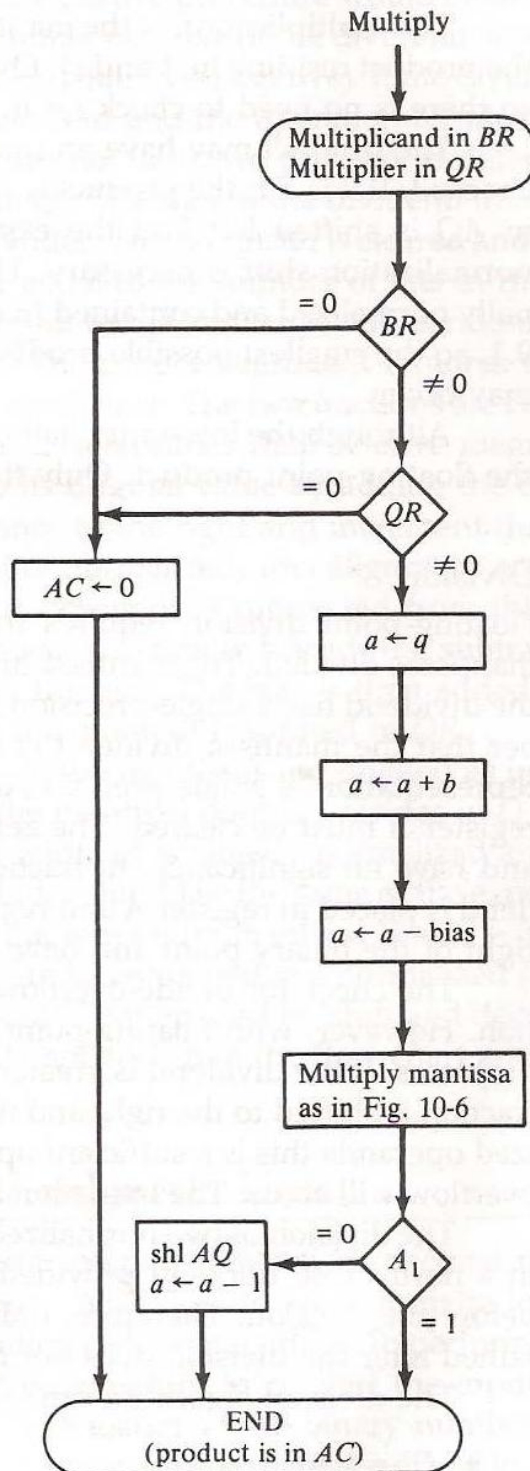 Multiply
Multiplicand in BR
Multiplier in QR
= 0
BR
≠ 0
= 0
QR
≠ 0
AC ← 0
a ← q
a ← a + b
a ← a − bias
Multiply mantissa
as in Fig. 10-6
= 0
A₁
shl AQ
a ← a − 1
= 1
END
(product is in AC)